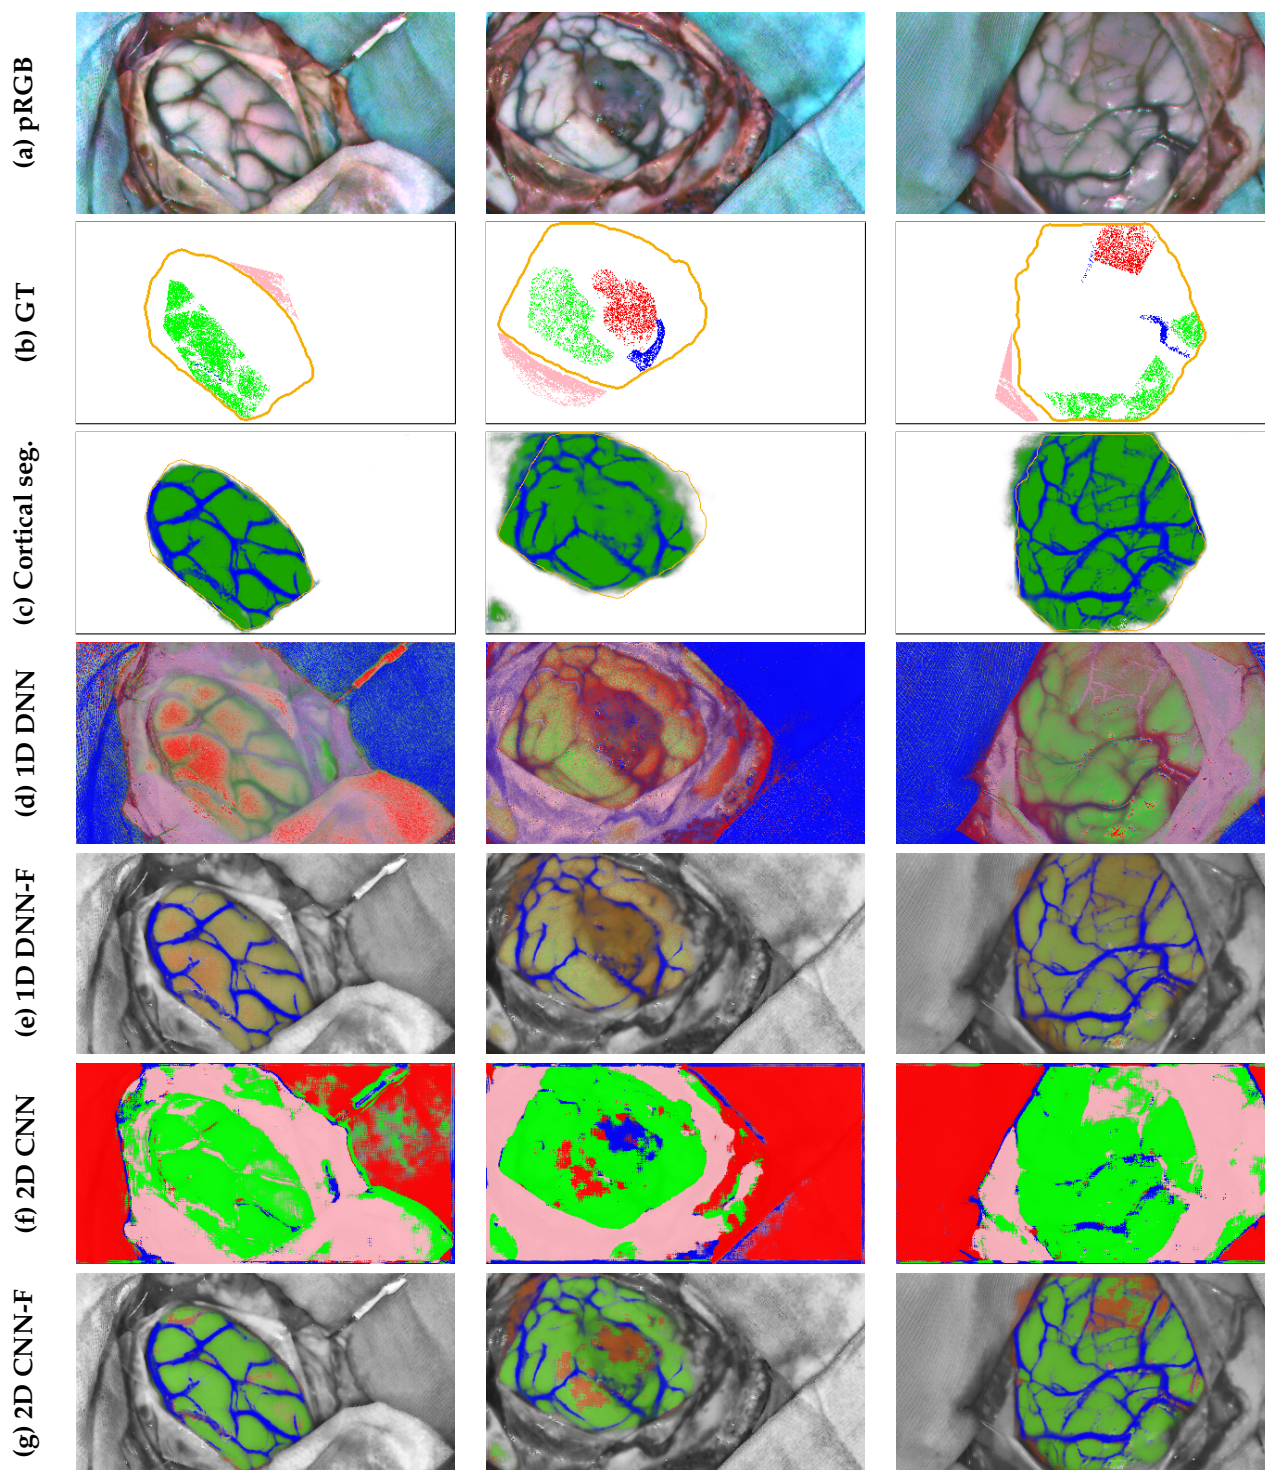 (a) pRGB
(b) GT
(c) Cortical seg.
(d) 1D DNN
(e) 1D DNN-F
(f) 2D CNN
(g) 2D CNN-F